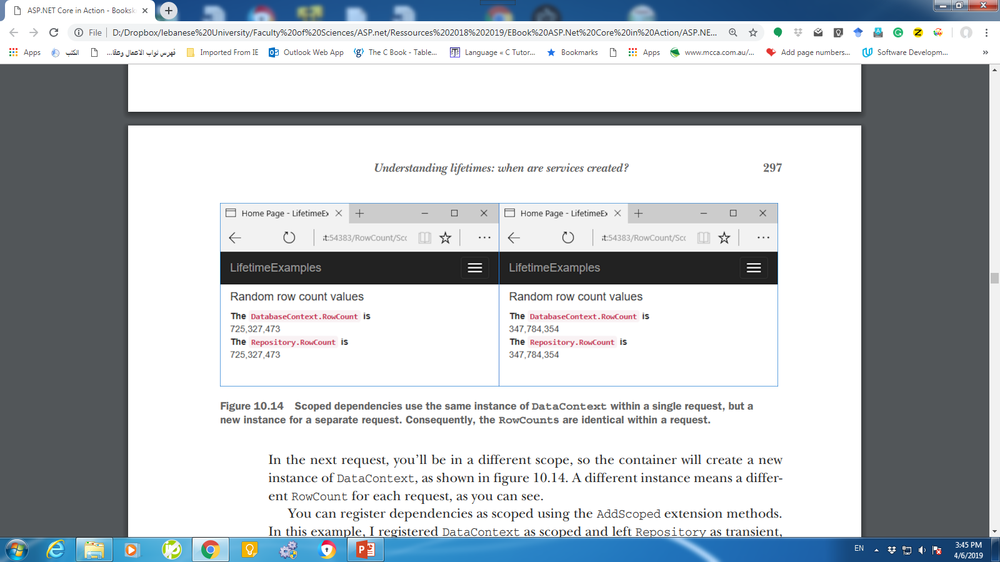 ASP.NET Core in Action - Booksk
File
D:/Dropbox/lebanese%20University/Faculty%20of%20Sciences/ASP.net/Ressources%202018%202019/EBook%20ASP.Net%20Core%20in%20Action/ASP.NE...
Apps
الكتب
فهرس ثواب الاعمال وعقا...
Imported From IE
Outlook Web App
The C Book - Table...
Language « C Tutor...
Bookmarks
Apps
www.mcca.com.au/...
Add page numbers...
Software Developm...
»
Understanding lifetimes: when are services created? 297
Home Page - LifetimeEx
it:54383/RowCount/Scc
LifetimeExamples
Random row count values
The DatabaseContext.RowCount is
725,327,473
The Repository.RowCount is
725,327,473
Home Page - LifetimeEx
it:54383/RowCount/Scc
LifetimeExamples
Random row count values
The DatabaseContext.RowCount is
347,784,354
The Repository.RowCount is
347,784,354
Figure 10.14 Scoped dependencies use the same instance of DataContext within a single request, but a
new instance for a separate request. Consequently, the RowCounts are identical within a request.
In the next request, you'll be in a different scope, so the container will create a new
instance of DataContext, as shown in figure 10.14. A different instance means a differ-
ent RowCount for each request, as you can see.
You can register dependencies as scoped using the AddScoped extension methods.
In this example, I registered DataContext as scoped and left Repository as transient,
EN
3:45 PM
4/6/2019